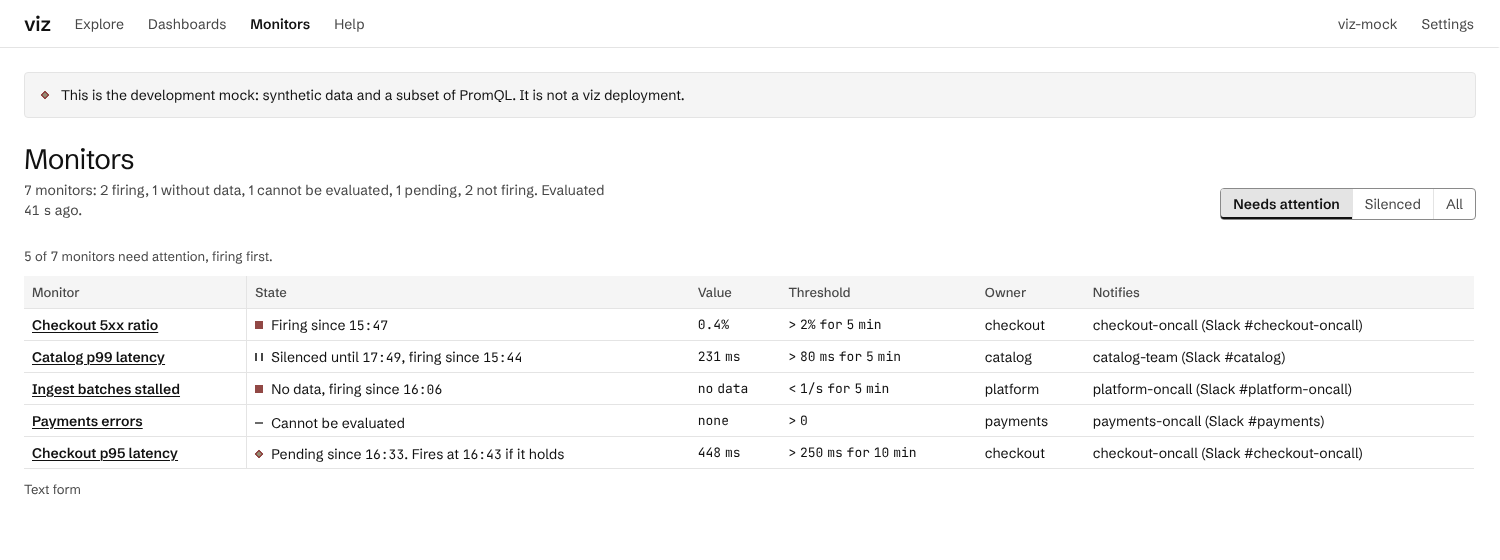 viz Explore Dashboards Monitors Help viz-mock Settings
This is the development mock: synthetic data and a subset of PromQL. It is not a viz deployment.
Monitors
7 monitors: 2 firing, 1 without data, 1 cannot be evaluated, 1 pending, 2 not firing. Evaluated
41 s ago.
Needs attention Silenced All
5 of 7 monitors need attention, firing first.
Monitor State Value Threshold Owner Notifies
Checkout 5xx ratio Firing since 15:47 0.4% > 2% for 5 min checkout checkout-oncall (Slack #checkout-oncall)
Catalog p99 latency Silenced until 17:49, firing since 15:44 231 ms > 80 ms for 5 min catalog catalog-team (Slack #catalog)
Ingest batches stalled No data, firing since 16:06 no data < 1/s for 5 min platform platform-oncall (Slack #platform-oncall)
Payments errors Cannot be evaluated none > 0 payments payments-oncall (Slack #payments)
Checkout p95 latency Pending since 16:33. Fires at 16:43 if it holds 448 ms > 250 ms for 10 min checkout checkout-oncall (Slack #checkout-oncall)
Text form